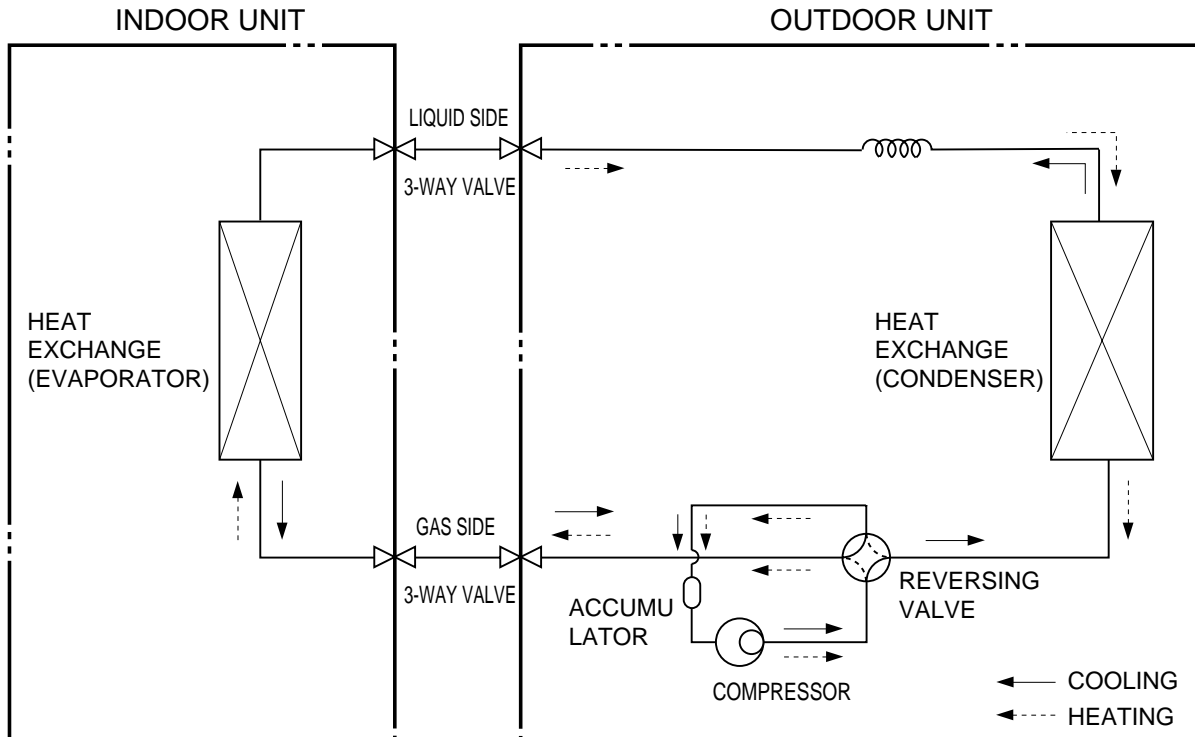 INDOOR UNIT
OUTDOOR UNIT
LIQUID SIDE
3-WAY VALVE
HEAT
EXCHANGE
(EVAPORATOR)
HEAT
EXCHANGE
(CONDENSER)
GAS SIDE
3-WAY VALVE
ACCUMU
LATOR
REVERSING
VALVE
COMPRESSOR
COOLING
HEATING